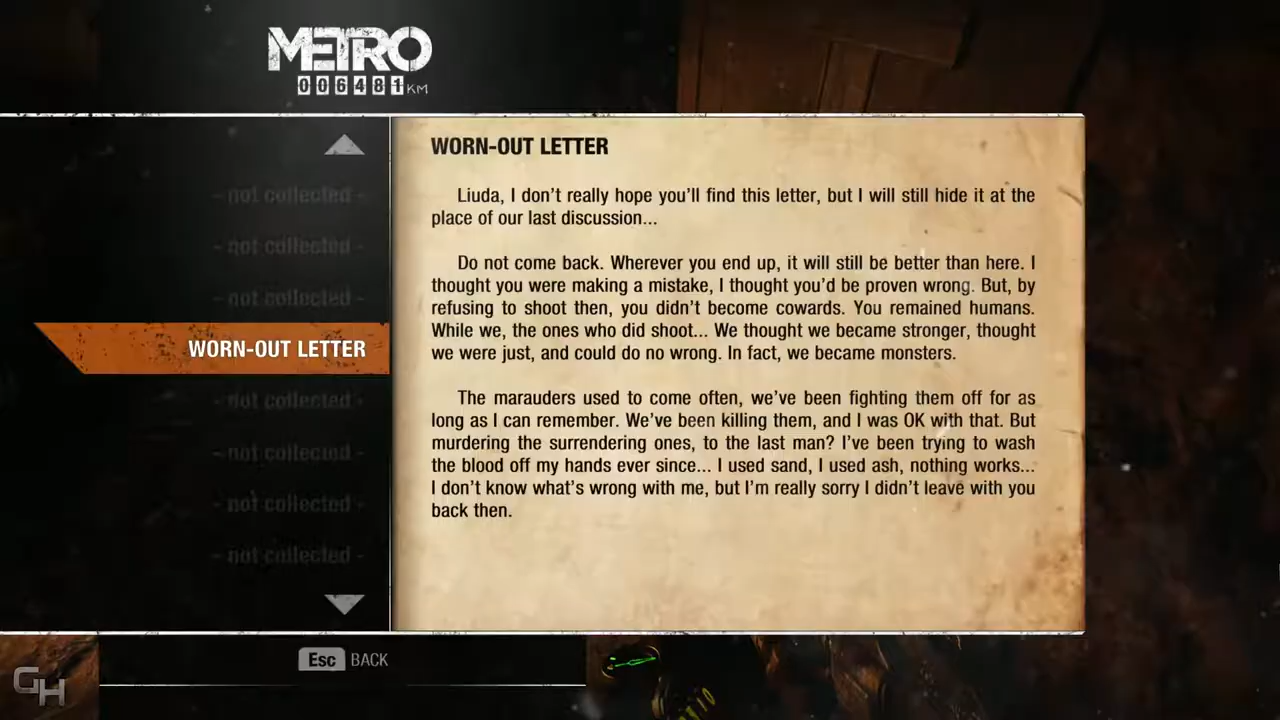 METRO
006481KM
- not collected -
- not collected -
- not collected -
WORN-OUT LETTER
- not collected -
- not collected -
- not collected -
- not collected -
WORN-OUT LETTER
Liuda, I don't really hope you'll find this letter, but I will still hide it at the
place of our last discussion...
Do not come back. Wherever you end up, it will still be better than here. I
thought you were making a mistake, I thought you'd be proven wrong. But, by
refusing to shoot then, you didn't become cowards. You remained humans.
While we, the ones who did shoot... We thought we became stronger, thought
we were just, and could do no wrong. In fact, we became monsters.
The marauders used to come often, we've been fighting them off for as
long as I can remember. We've been killing them, and I was OK with that. But
murdering the surrendering ones, to the last man? I've been trying to wash
the blood off my hands ever since... I used sand, I used ash, nothing works...
I don't know what's wrong with me, but I'm really sorry I didn't leave with you
back then.
Esc BACK
GH